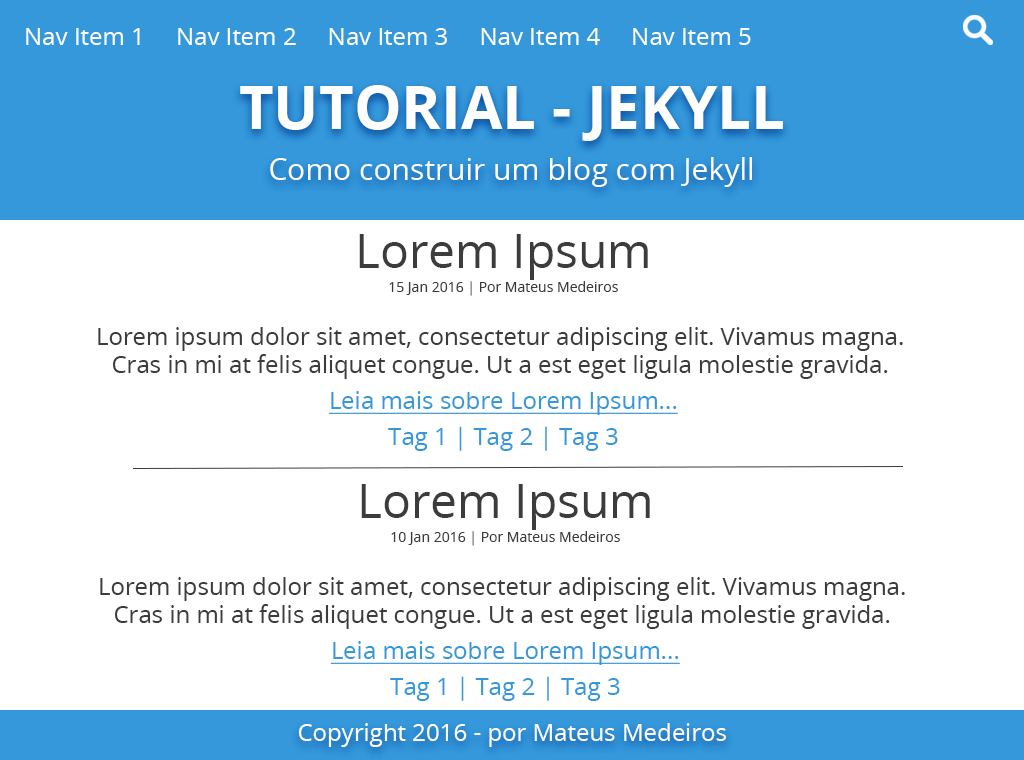 Nav Item 1 Nav Item 2 Nav Item 3 Nav Item 4 Nav Item 5
TUTORIAL - JEKYLL
Como construir um blog com Jekyll
Lorem Ipsum
15 Jan 2016 | Por Mateus Medeiros
Lorem ipsum dolor sit amet, consectetur adipiscing elit. Vivamus magna.
Cras in mi at felis aliquet congue. Ut a est eget ligula molestie gravida.
Leia mais sobre Lorem Ipsum...
Tag 1 | Tag 2 | Tag 3
Lorem Ipsum
10 Jan 2016 | Por Mateus Medeiros
Lorem ipsum dolor sit amet, consectetur adipiscing elit. Vivamus magna.
Cras in mi at felis aliquet congue. Ut a est eget ligula molestie gravida.
Leia mais sobre Lorem Ipsum...
Tag 1 | Tag 2 | Tag 3
Copyright 2016 - por Mateus Medeiros